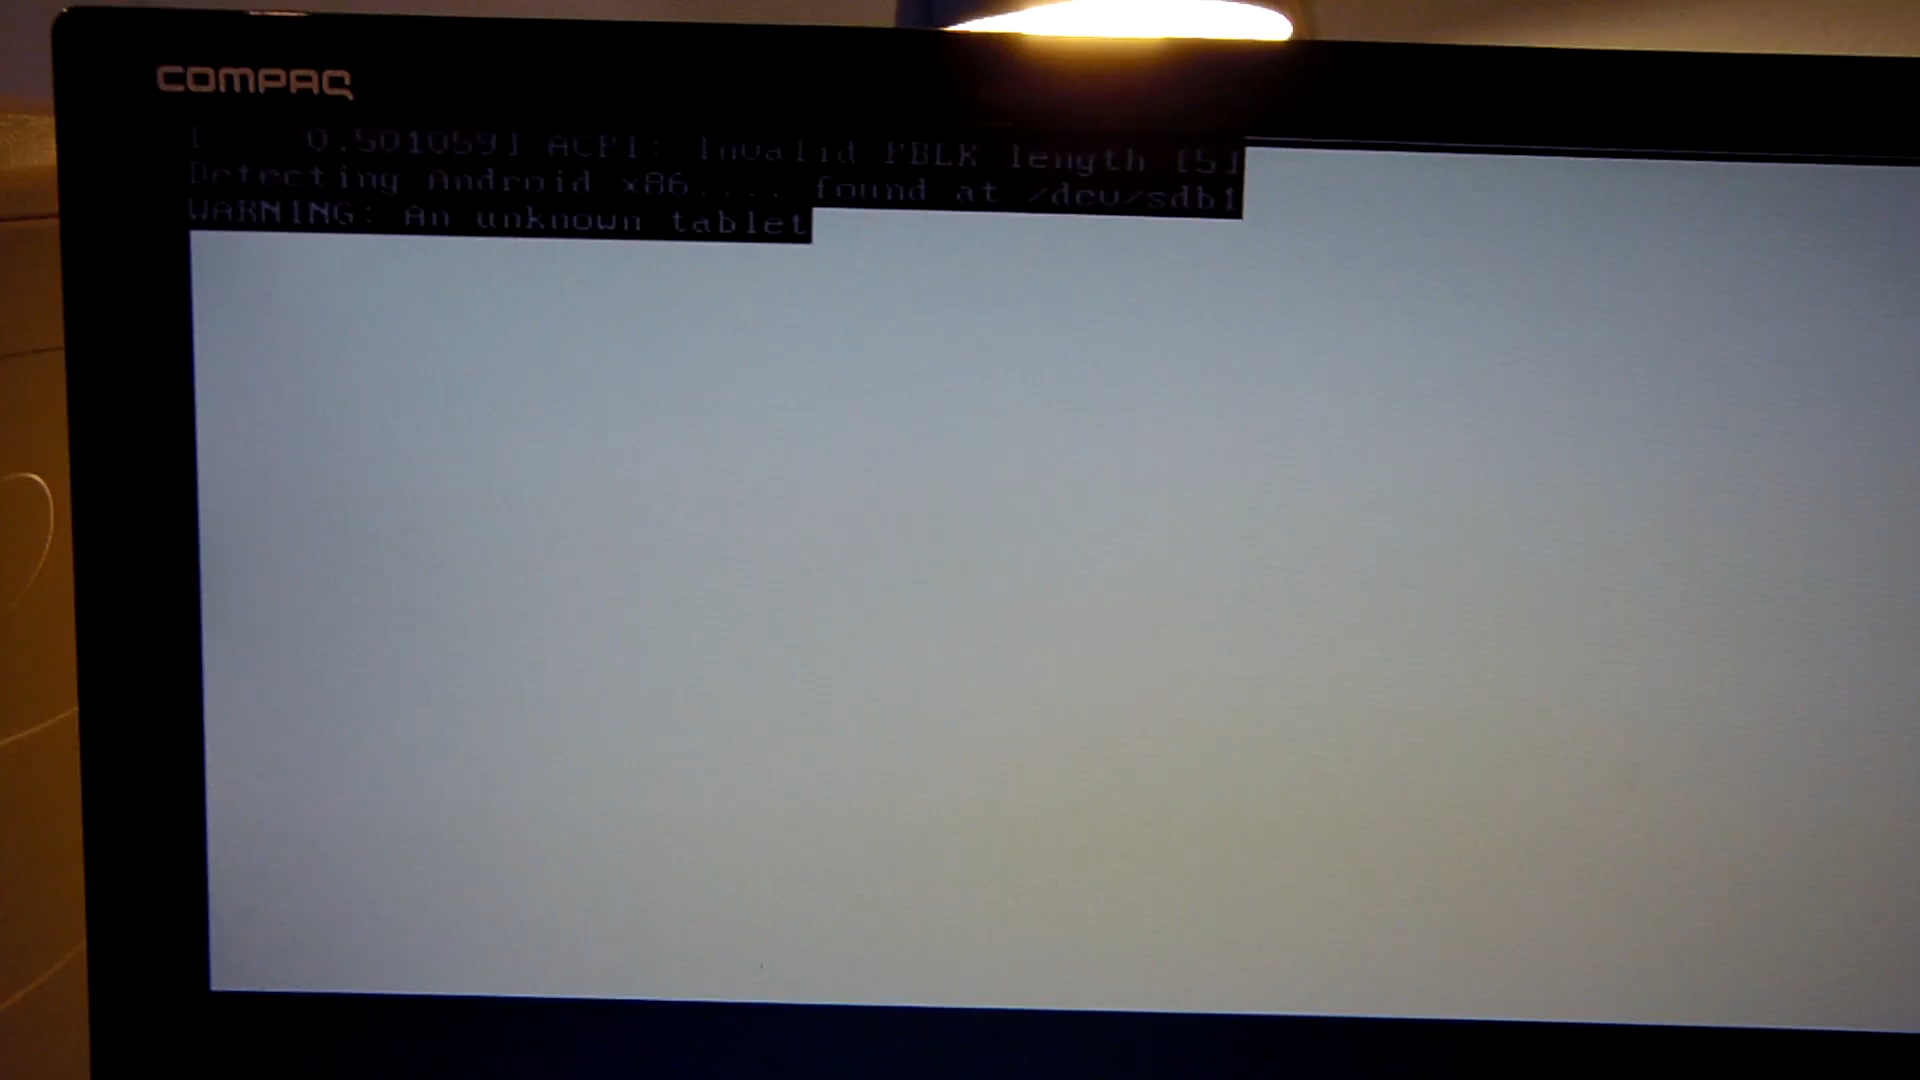 COMPAQ
[ 0.501059] ACPI: Invalid PBLK length [5]
Detecting Android x86.... found at /dev/sdb1
WARNING: An unknown tablet